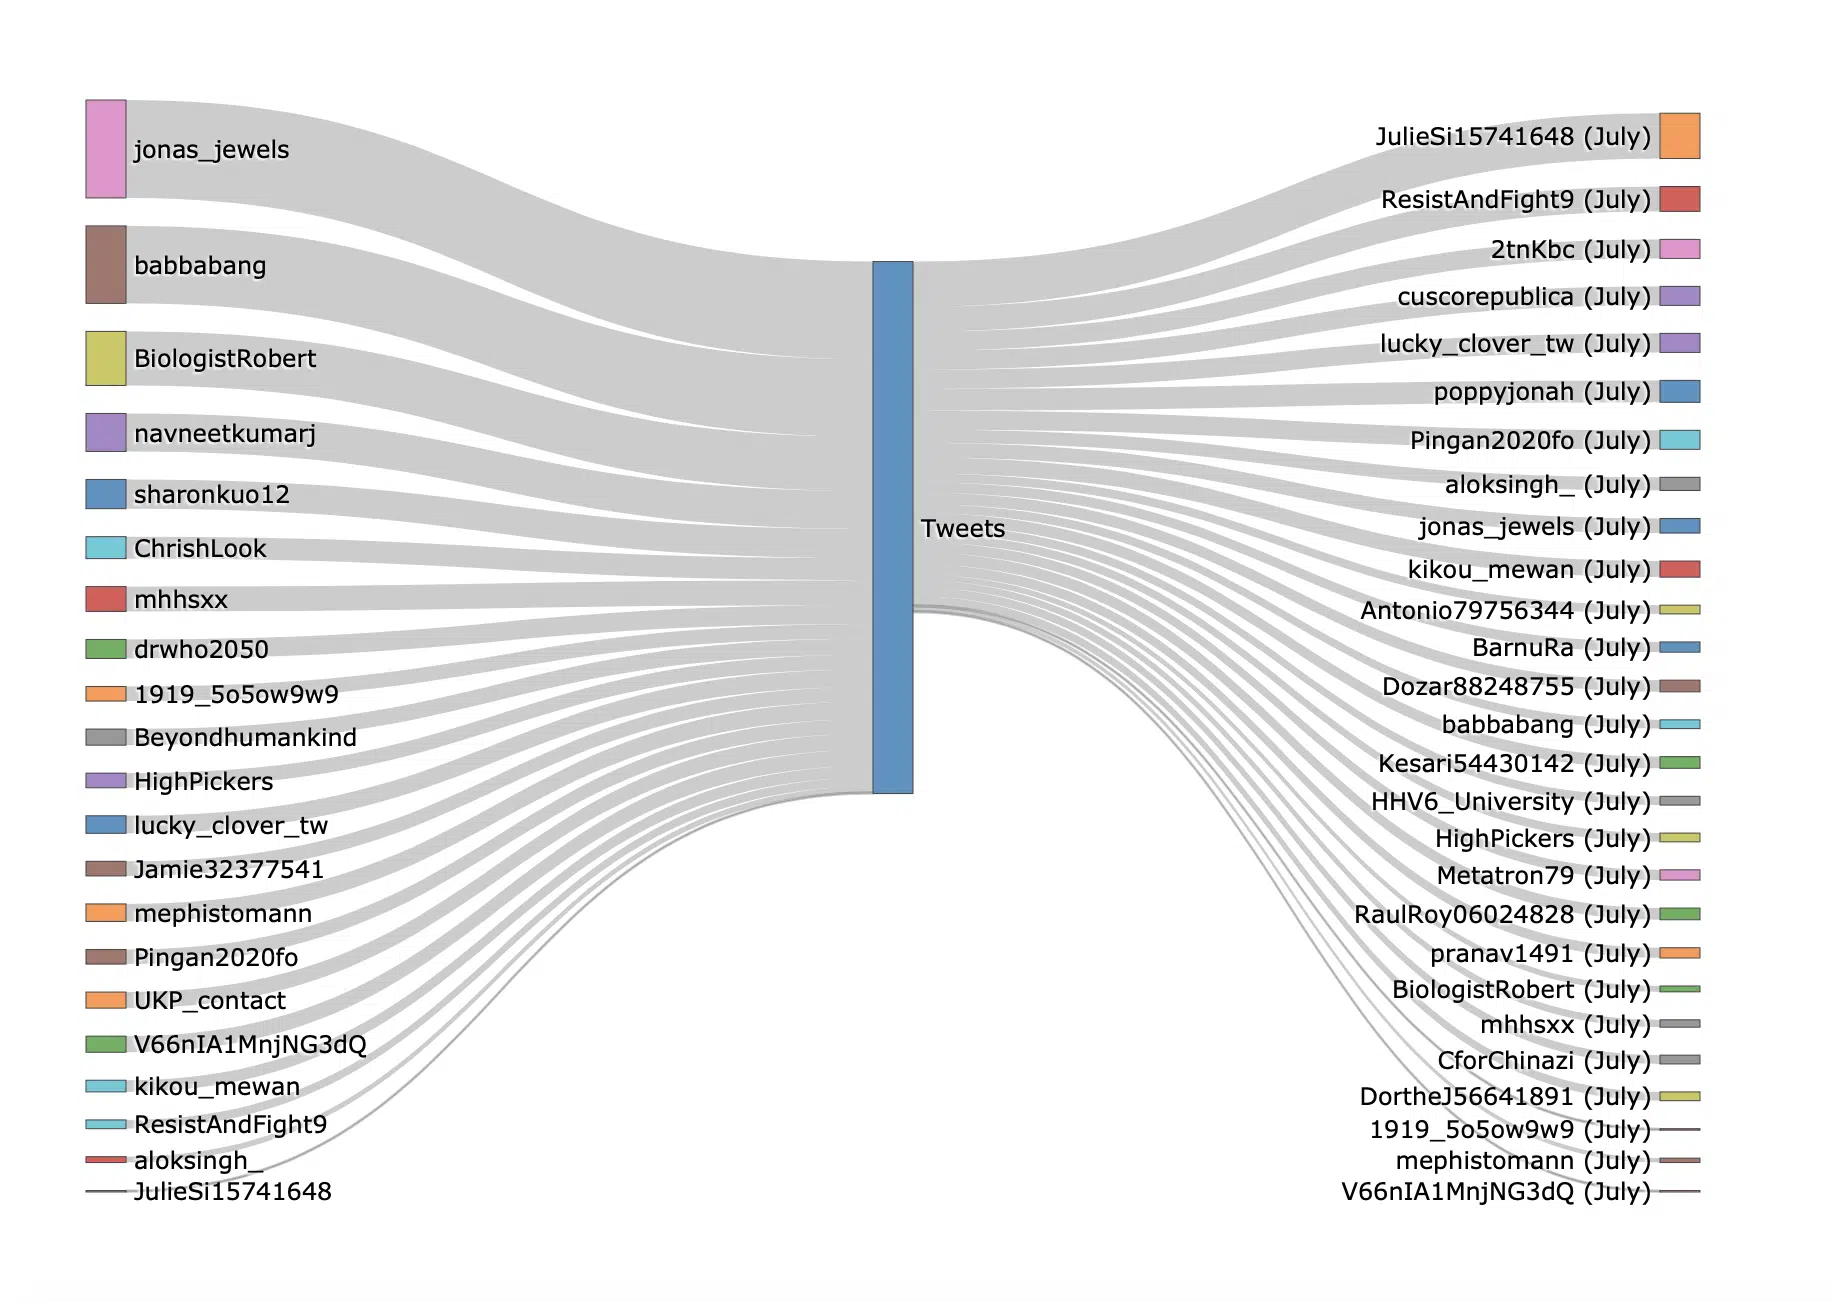 jonas_jewels
babbabang
BiologistRobert
navneetkumarj
sharonkuo12
ChrishLook
mhhsxx
drwho2050
1919_5o5ow9w9
Beyondhumankind
HighPickers
lucky_clover_tw
Jamie32377541
mephistomann
Pingan2020fo
UKP_contact
V66nIA1MnjNG3dQ
kikou_mewan
ResistAndFight9
aloksingh_
JulieSi15741648
Tweets
JulieSi15741648 (July)
ResistAndFight9 (July)
2tnKbc (July)
cuscorepublica (July)
lucky_clover_tw (July)
poppyjonah (July)
Pingan2020fo (July)
aloksingh_ (July)
jonas_jewels (July)
kikou_mewan (July)
Antonio79756344 (July)
BarnuRa (July)
Dozar88248755 (July)
babbabang (July)
Kesari54430142 (July)
HHV6_University (July)
HighPickers (July)
Metatron79 (July)
RaulRoy06024828 (July)
pranav1491 (July)
BiologistRobert (July)
mhhsxx (July)
CforChinazi (July)
DortheJ56641891 (July)
1919_5o5ow9w9 (July)
mephistomann (July)
V66nIA1MnjNG3dQ (July)